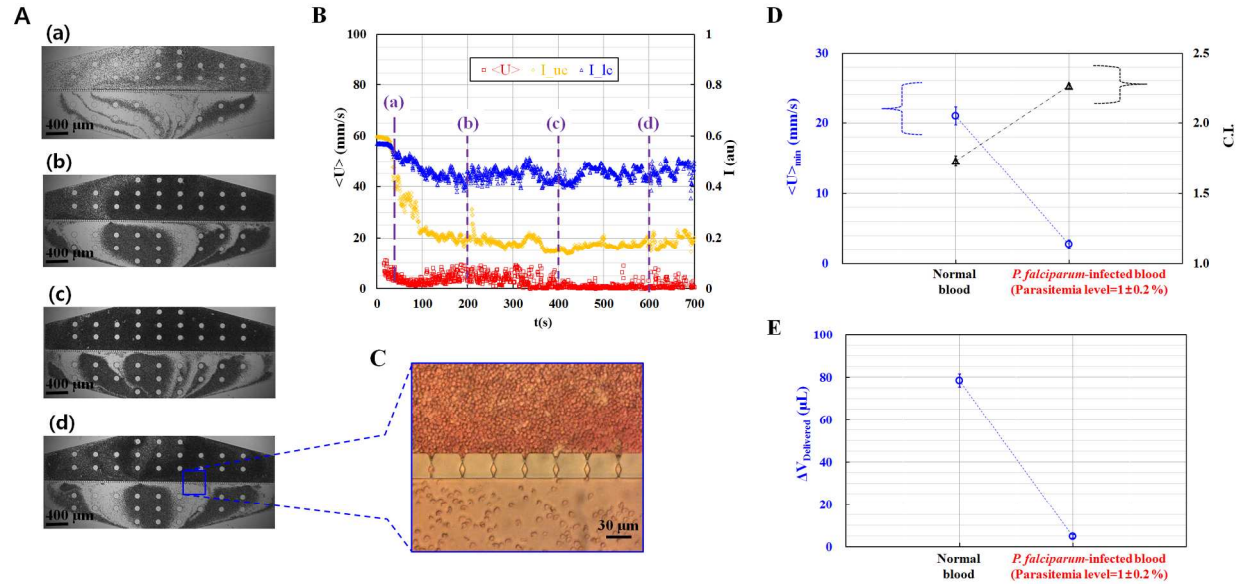 A
(a)
400 µm
(b)
400 µm
(c)
400 µm
(d)
400 µm
B
100
80
60
40
20
0
<U> (mm/s)
1
0.8
0.6
0.4
0.2
0
I (au)
<U> I_uc I_lc
(a)
(b)
(c)
(d)
0 100 200 300 400 500 600 700
t(s)
C
30 µm
D
30
20
10
0
<U>min (mm/s)
2.5
2.0
1.5
1.0
C.I.
Normal
blood
P. falciparum-infected blood
(Parasitemia level=1±0.2%)
E
100
80
60
40
20
0
ΔVDelivered (µL)
Normal
blood
P. falciparum-infected blood
(Parasitemia level=1±0.2%)